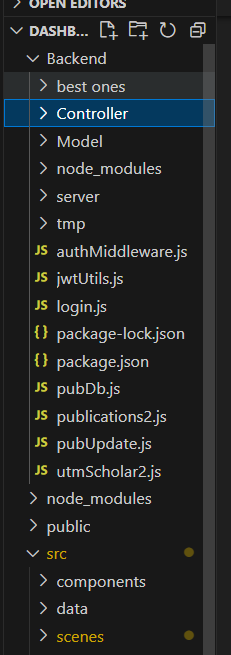 OPEN EDITORS
DASHB...
Backend
best ones
Controller
Model
node_modules
server
tmp
JS authMiddleware.js
JS jwtUtils.js
JS login.js
{ } package-lock.json
{ } package.json
JS pubDb.js
JS publications2.js
JS pubUpdate.js
JS utmScholar2.js
node_modules
public
src
components
data
scenes